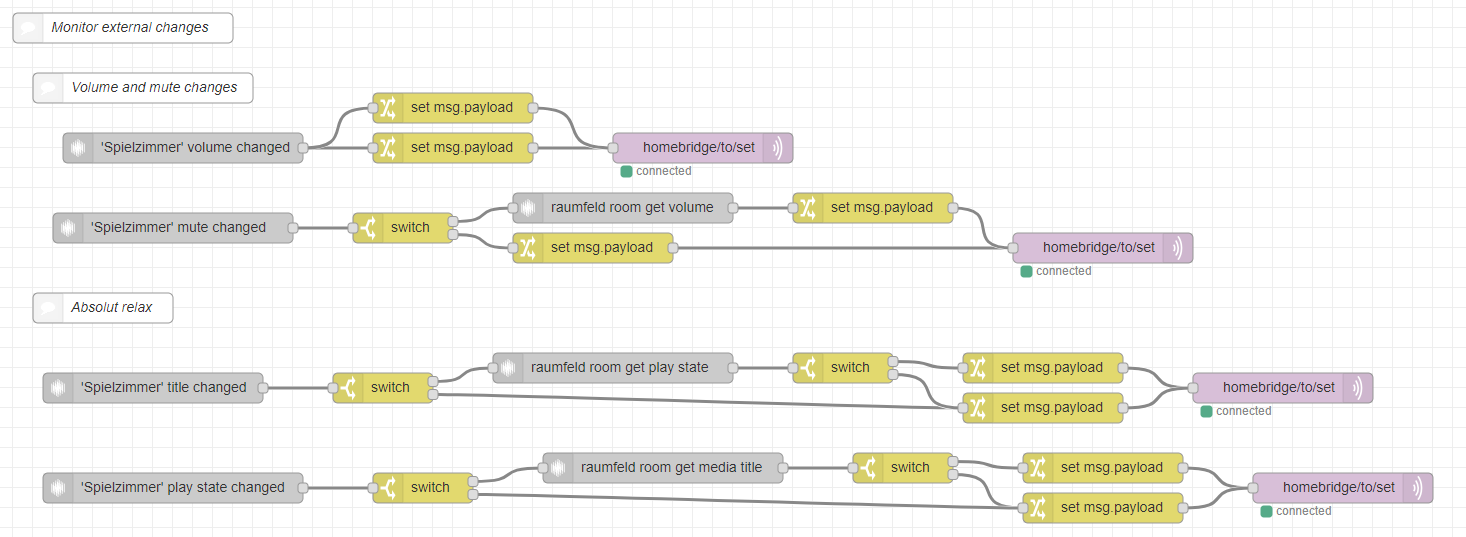 Monitor external changes
Volume and mute changes
set msg.payload
'Spielzimmer' volume changed
set msg.payload
homebridge/to/set
connected
raumfeld room get volume
set msg.payload
'Spielzimmer' mute changed
switch
set msg.payload
homebridge/to/set
connected
Absolut relax
raumfeld room get play state
switch
set msg.payload
'Spielzimmer' title changed
switch
set msg.payload
homebridge/to/set
connected
raumfeld room get media title
switch
set msg.payload
'Spielzimmer' play state changed
switch
set msg.payload
homebridge/to/set
connected